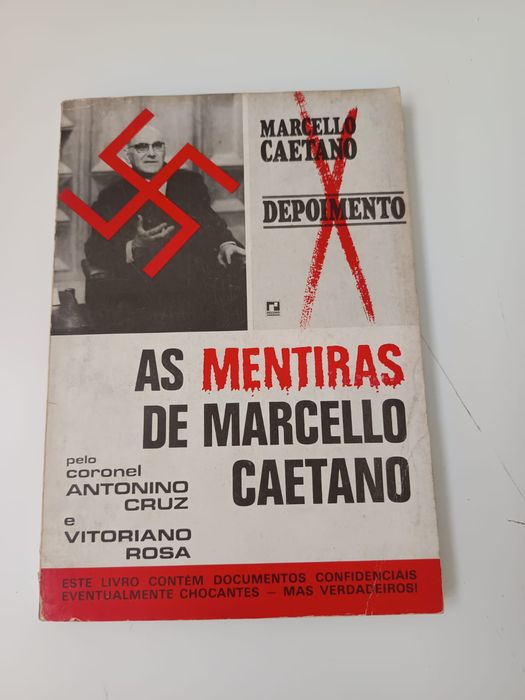 MARCELLO
CAETANO
DEPOIMENTO
AS MENTIRAS
DE MARCELLO
CAETANO
pelo
coronel
ANTONINO
CRUZ
e
VITORIANO
ROSA
ESTE LIVRO CONTÉM DOCUMENTOS CONFIDENCIAIS
EVENTUALMENTE CHOCANTES — MAS VERDADEIROS!